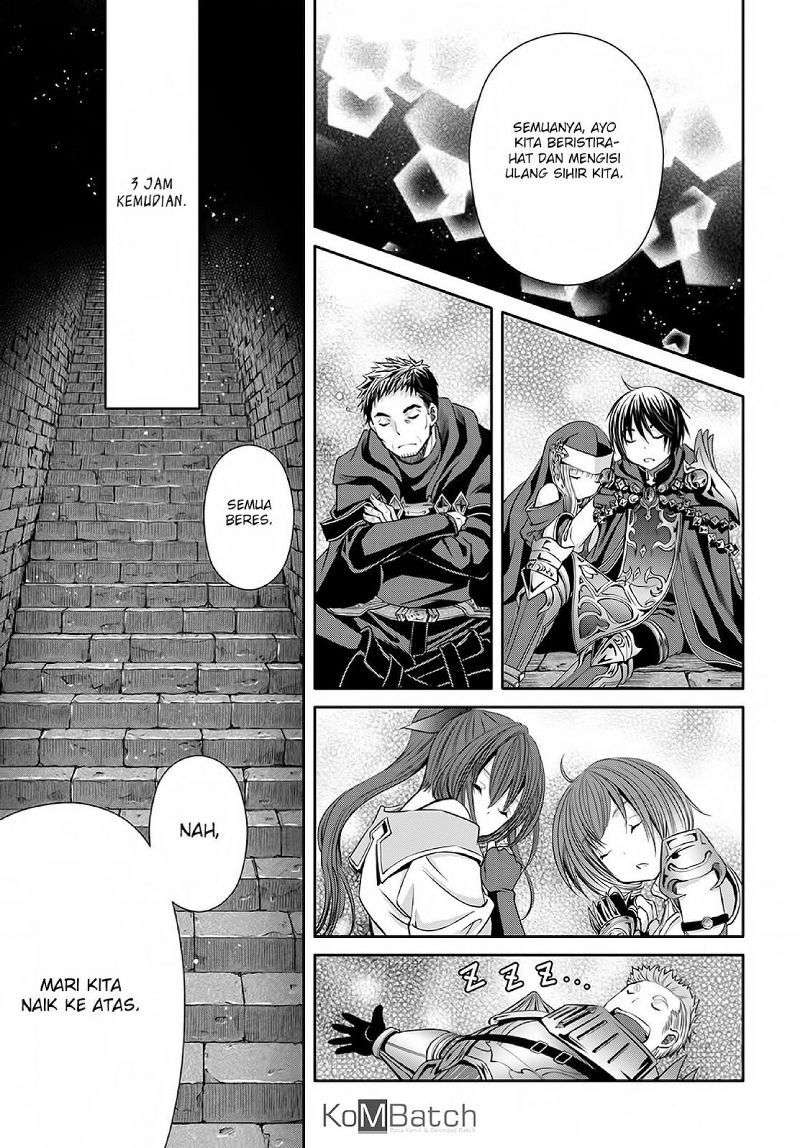 SEMUANYA, AYO
KITA BERISTIRA-
HAT DAN MENGISI
ULANG SIHIR KITA.
Z Z Z...
3 JAM
KEMUDIAN.
SEMUA
BERES.
NAH,
MARI KITA
NAIK KE ATAS.
KoMBatch